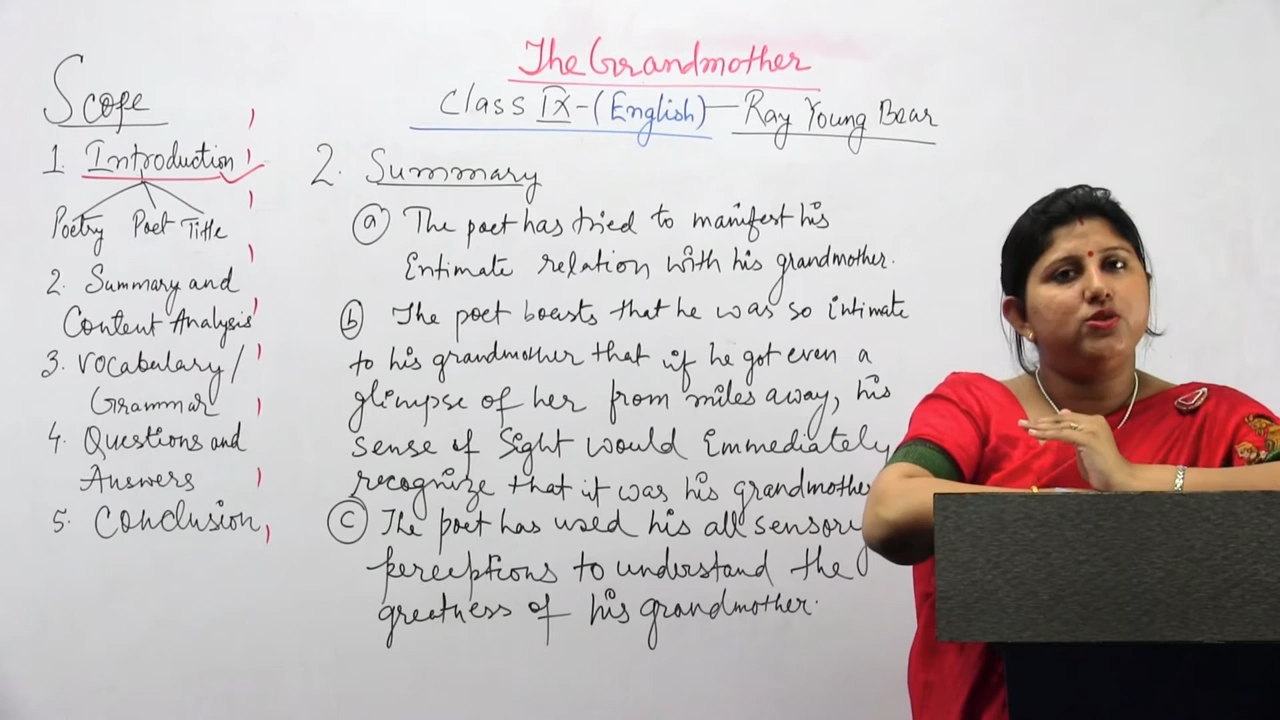 The Grandmother
Class IX-(English)-Ray Young Bear
Scope
1. Introduction
Poetry Poet Title
2. Summary and
Content Analysis
3. Vocabulary/
Grammar
4. Questions and
Answers
5. Conclusion
2. Summary
(a) The poet has tried to manifest his
Entimate relation with his grandmother.
(b) The poet boasts that he was so intimate
to his grandmother that if he got even a
glimpse of her from miles away, his
sense of Sight would Emmediately
recognize that it was his grandmother
(c) The poet has used his all sensory
perceptions to understand the
greatness of his grandmother.